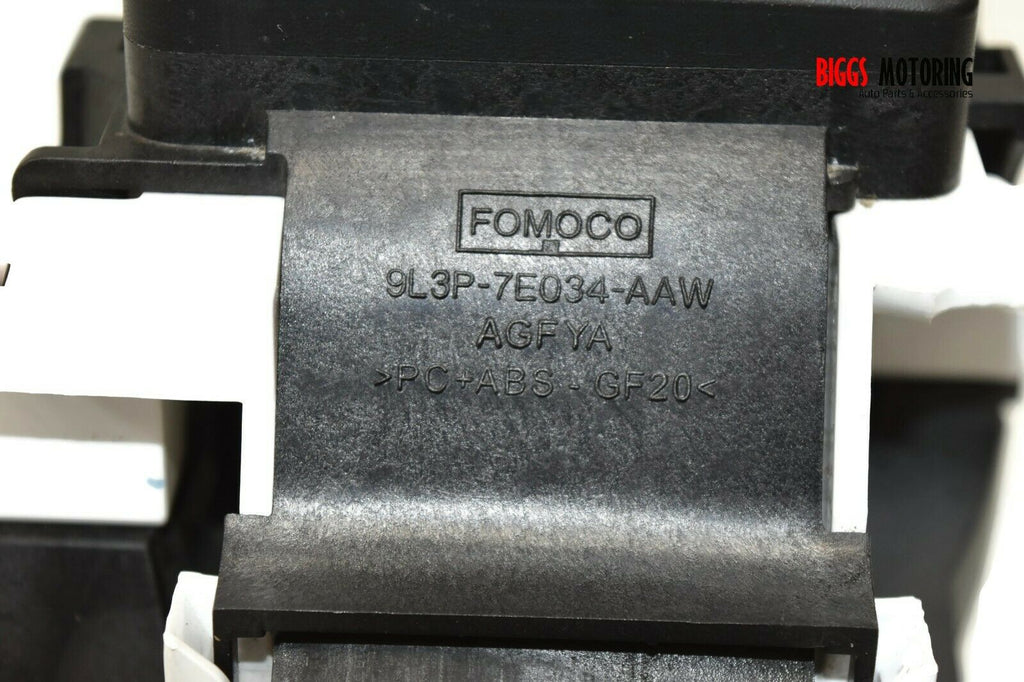 BIGGS MOTORING
Auto Parts & Accessories
FOMOCO
9L3P-7E034-AAW
AGFYA
>PC+ABS - GF20<